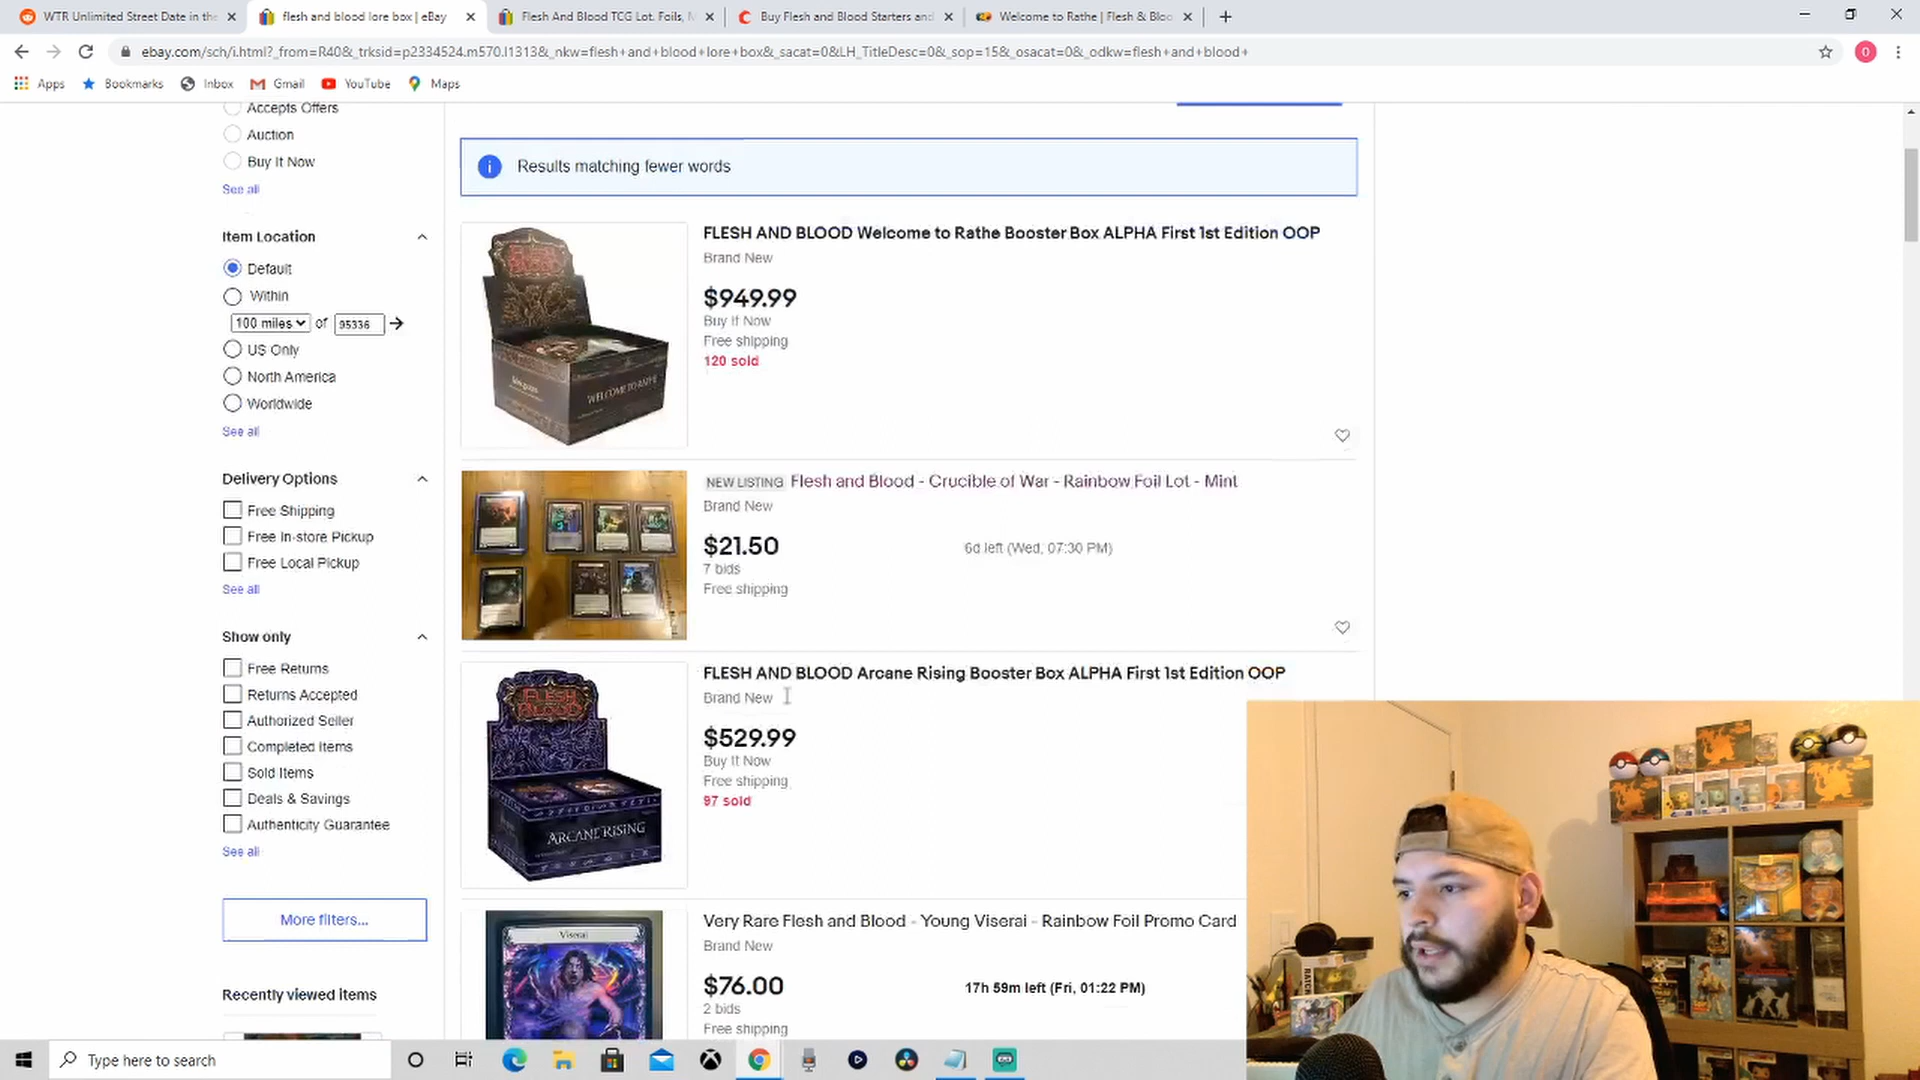 WTR Unlimited Street Date in the
flesh and blood lore box | eBay
Flesh And Blood TCG Lot. Foils, M
Buy Flesh and Blood Starters and
Welcome to Rathe | Flesh & Bloo
ebay.com/sch/i.html?_from=R40&_trksid=p2334524.m570.l1313&_nkw=flesh+and+blood+lore+box&_sacat=0&LH_TitleDesc=0&_sop=15&_osacat=0&_odkw=flesh+and+blood+
O
Apps
Bookmarks
Inbox
Gmail
YouTube
Maps
Accepts Offers
Auction
Buy It Now
See all
Item Location
Default
Within
100 miles of 95336
US Only
North America
Worldwide
See all
Delivery Options
Free Shipping
Free In-store Pickup
Free Local Pickup
See all
Show only
Free Returns
Returns Accepted
Authorized Seller
Completed Items
Sold Items
Deals & Savings
Authenticity Guarantee
See all
More filters...
Recently viewed items
Results matching fewer words
FLESH AND BLOOD Welcome to Rathe Booster Box ALPHA First 1st Edition OOP
Brand New
$949.99
Buy It Now
Free shipping
120 sold
WELCOME TO RATHE
NEW LISTING Flesh and Blood - Crucible of War - Rainbow Foil Lot - Mint
Brand New
$21.50
6d left (Wed, 07:30 PM)
7 bids
Free shipping
FLESH AND BLOOD Arcane Rising Booster Box ALPHA First 1st Edition OOP
Brand New
$529.99
Buy It Now
Free shipping
97 sold
FLESH
BLOOD
ARCANE RISING
Very Rare Flesh and Blood - Young Viserai - Rainbow Foil Promo Card
Brand New
$76.00
17h 59m left (Fri, 01:22 PM)
2 bids
Free shipping
Viserai
Type here to search